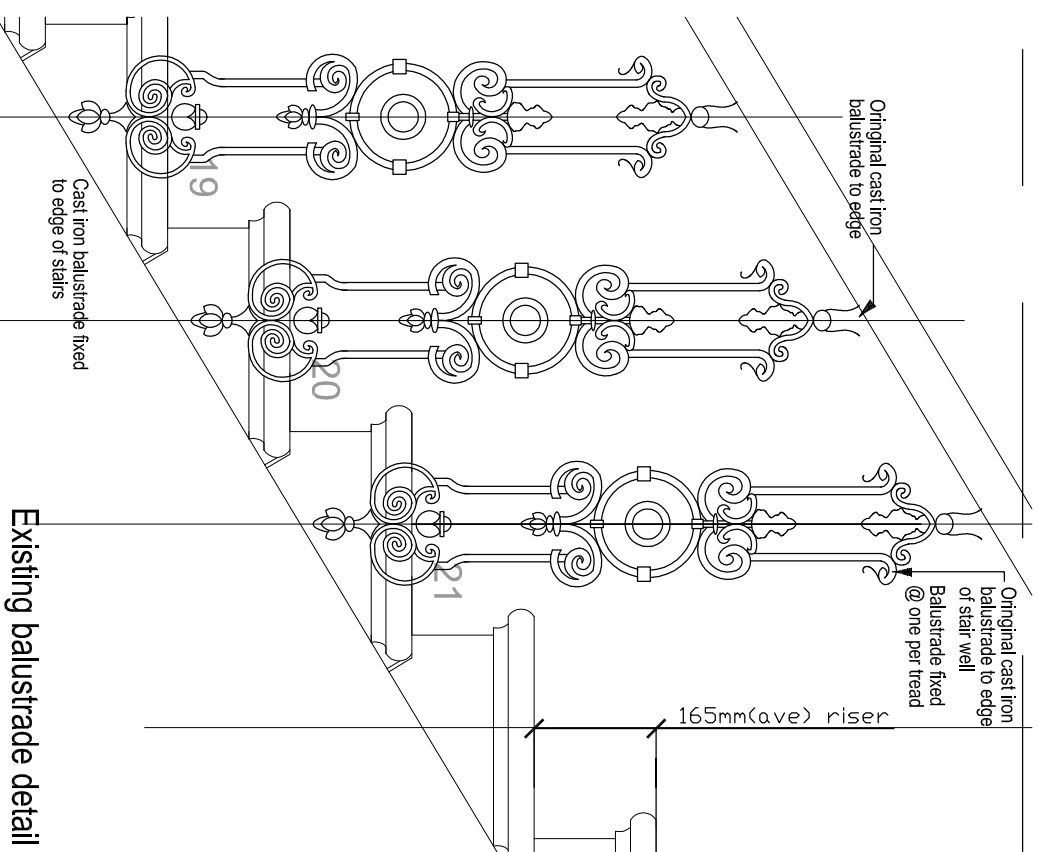 Oringinal cast iron
balustrade to edge
19
Cast iron balustrade fixed
to edge of stairs
20
21
Oringinal cast iron
balustrade to edge
of stair well
Balustrade fixed
@ one per tread
165mm(ave) riser
Existing balustrade detail